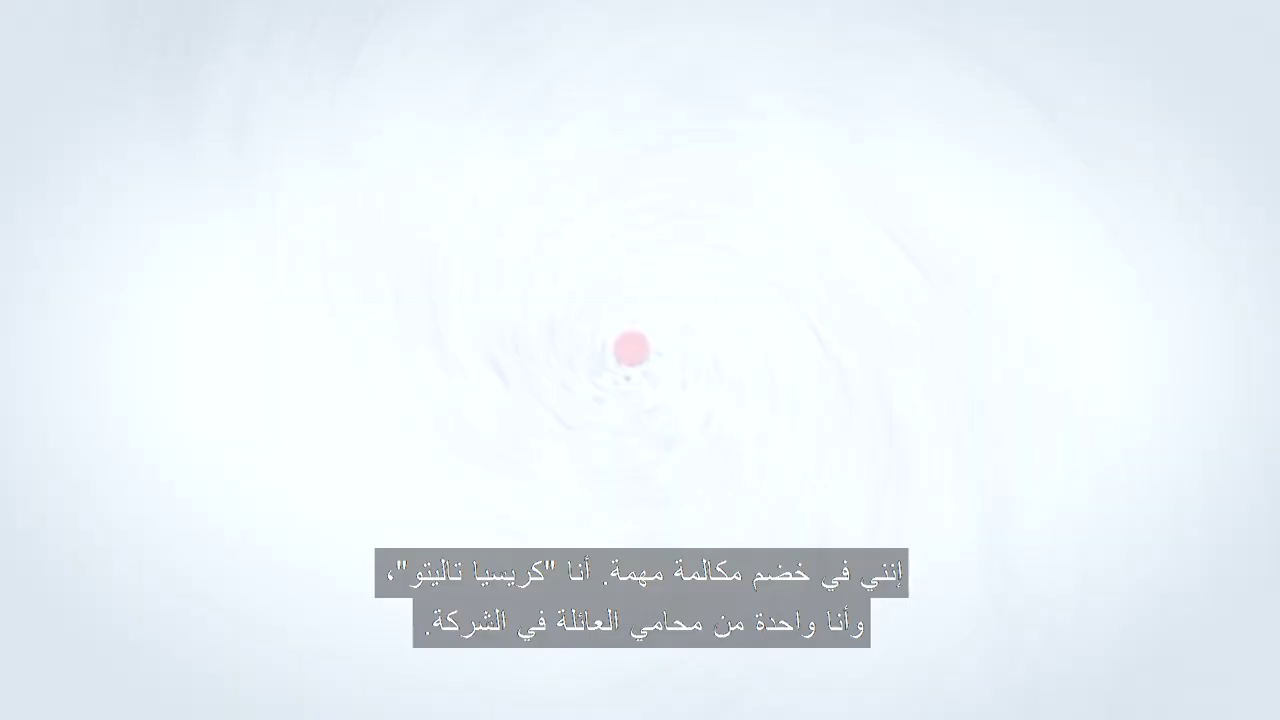 إنني في خضم مكالمة مهمة. أنا "كريسيا تاليتو"،
وأنا واحدة من محامي العائلة في الشركة.